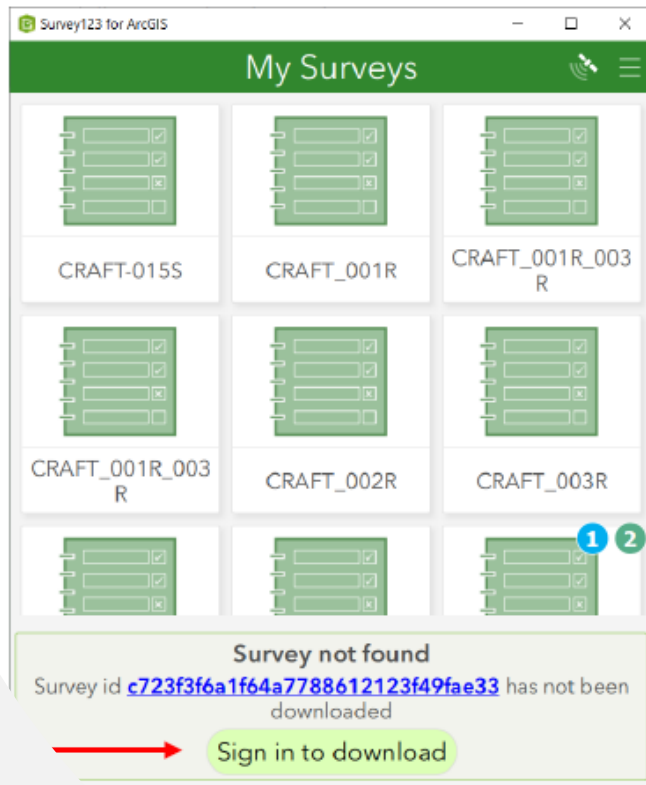 Survey123 for ArcGIS
My Surveys
CRAFT-015S
CRAFT_001R
CRAFT_001R_003
R
CRAFT_001R_003
R
CRAFT_002R
CRAFT_003R
1 2
Survey not found
Survey id c723f3f6a1f64a7788612123f49fae33 has not been
downloaded
Sign in to download